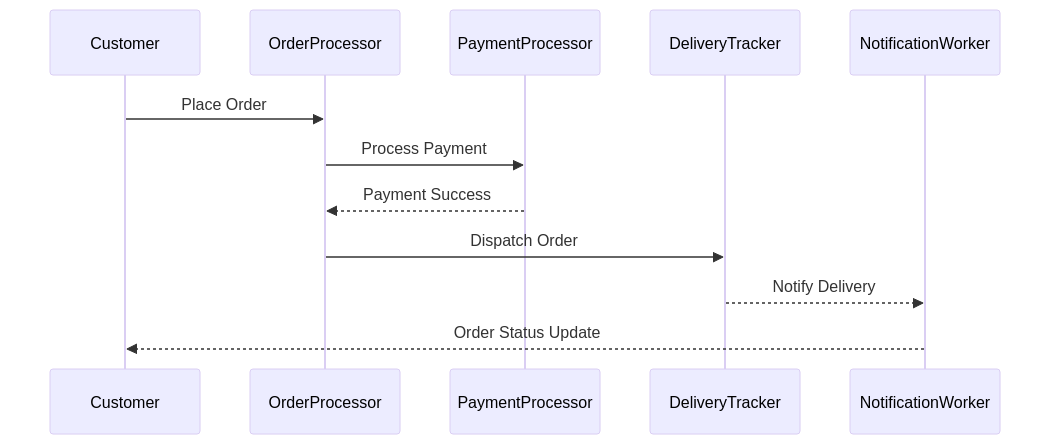 Customer
OrderProcessor
PaymentProcessor
DeliveryTracker
NotificationWorker
Place Order
Process Payment
Payment Success
Dispatch Order
Notify Delivery
Order Status Update
Customer
OrderProcessor
PaymentProcessor
DeliveryTracker
NotificationWorker